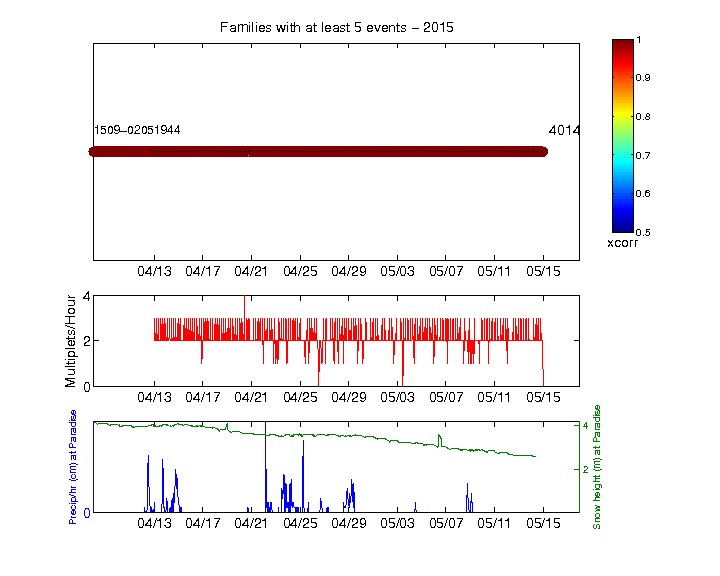 Families with at least 5 events − 2015
1509−02051944
4014
1
0.9
0.8
0.7
0.6
0.5
xcorr
04/13 04/17 04/21 04/25 04/29 05/03 05/07 05/11 05/15
Multiplets/Hour
4
2
0
04/13 04/17 04/21 04/25 04/29 05/03 05/07 05/11 05/15
Precip/hr (cm) at Paradise
0
4
2
Snow height (m) at Paradise
04/13 04/17 04/21 04/25 04/29 05/03 05/07 05/11 05/15